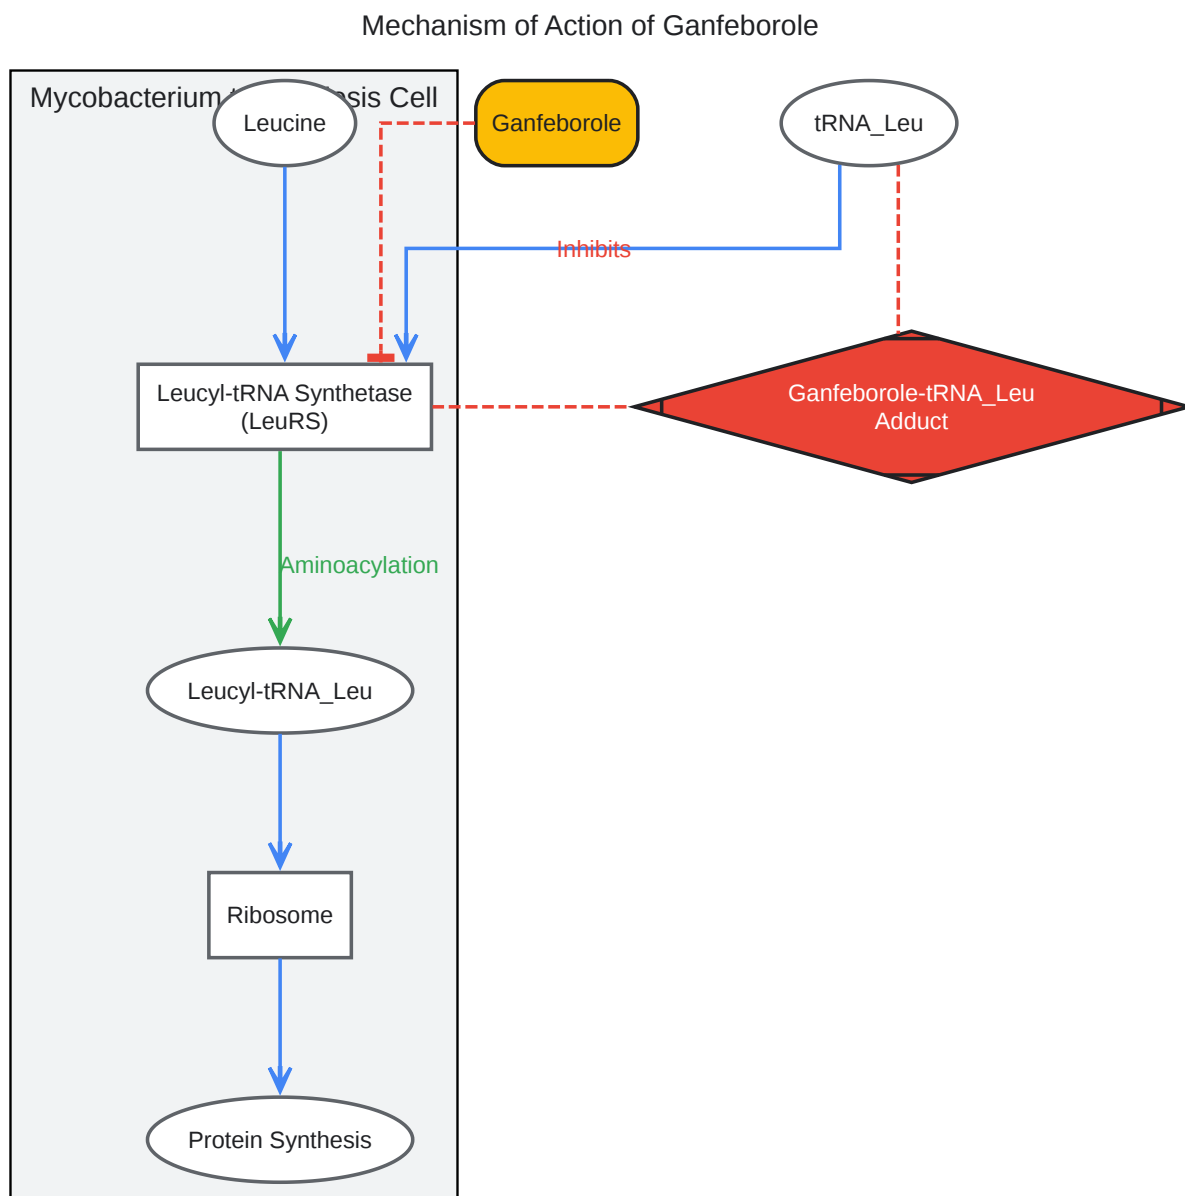 Mechanism of Action of Ganfeborole
Mycobacterium Cell
Leucine
Ganfeborole
tRNA_Leu
Inhibits
Leucyl-tRNA Synthetase
(LeuRS)
Ganfeborole-tRNA_Leu
Adduct
Aminoacylation
Leucyl-tRNA_Leu
Ribosome
Protein Synthesis